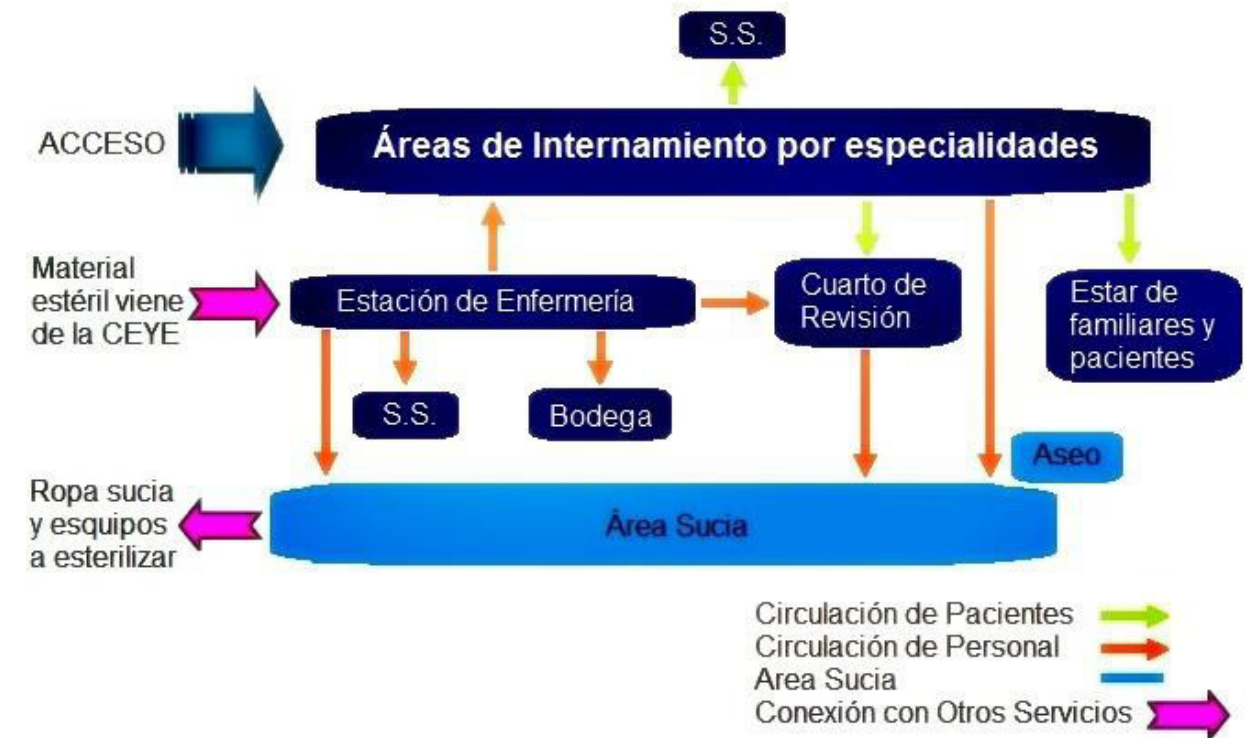 S.S.
ACCESO
Áreas de Internamiento por especialidades
Material
estéril viene
de la CEYE
Estación de Enfermería
Cuarto de
Revisión
Estar de
familiares y
pacientes
S.S.
Bodega
Aseo
Ropa sucia
y esquipos
a esterilizar
Área Sucia
Circulación de Pacientes
Circulación de Personal
Area Sucia
Conexión con Otros Servicios